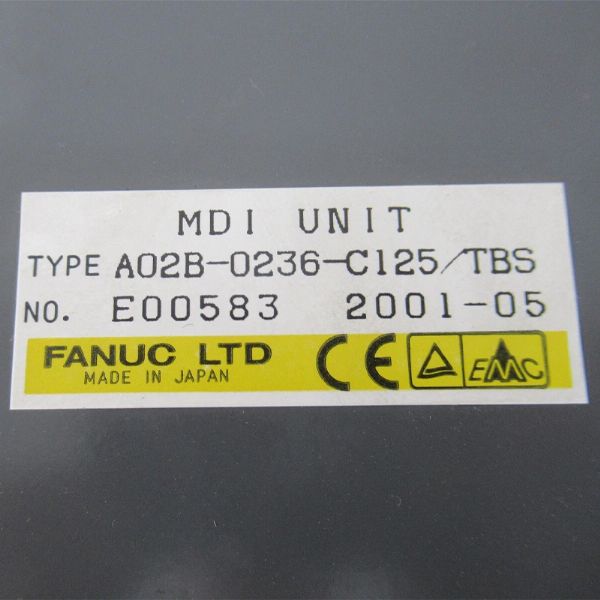 MDI UNIT
TYPE A02B-0236-C125/TBS
NO. E00583 2001-05
FANUC LTD
MADE IN JAPAN
CE
EMC